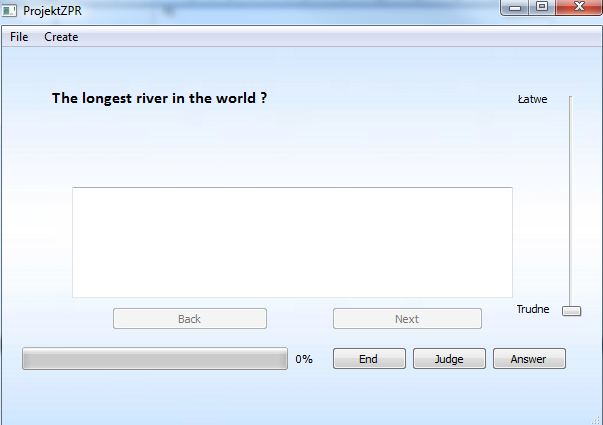 ProjektZPR
File Create
The longest river in the world ?
Łatwe
Trudne
Back Next
0% End Judge Answer